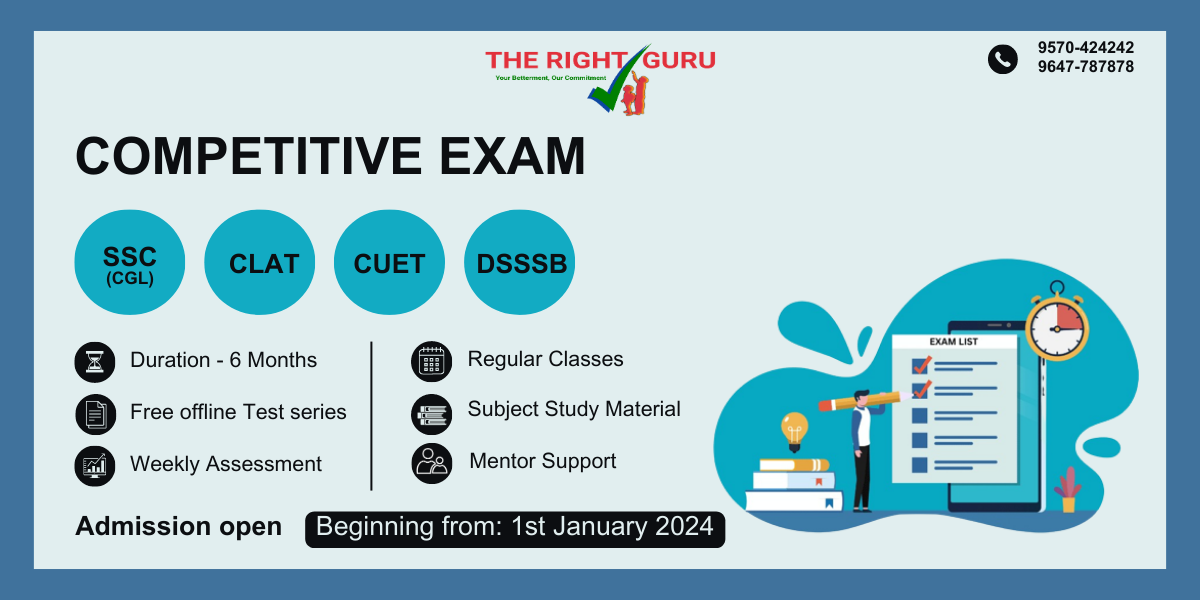 THE RIGHT GURU
Your Betterment, Our Commitment
9570-424242
9647-787878
COMPETITIVE EXAM
SSC
(CGL)
CLAT
CUET
DSSSB
Duration - 6 Months
Free offline Test series
Weekly Assessment
Regular Classes
Subject Study Material
Mentor Support
EXAM LIST
Admission open
Beginning from: 1st January 2024